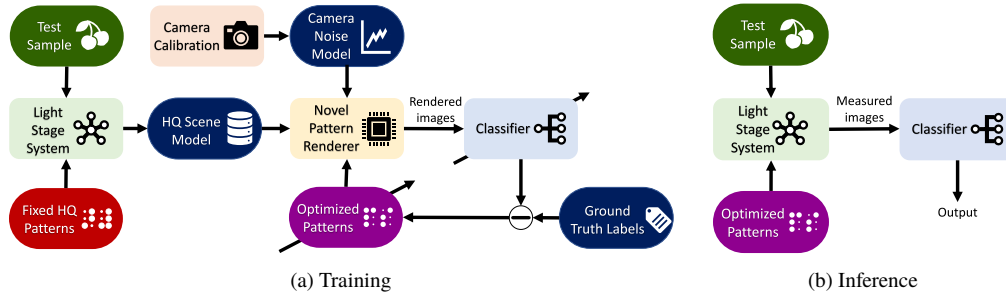 Test
Sample
Camera
Calibration
Camera
Noise
Model
Light
Stage
System
HQ Scene
Model
Novel
Pattern
Renderer
Rendered
images
Classifier
Fixed HQ
Patterns
Optimized
Patterns
Ground
Truth Labels
(a) Training
Test
Sample
Light
Stage
System
Measured
images
Classifier
Optimized
Patterns
Output
(b) Inference